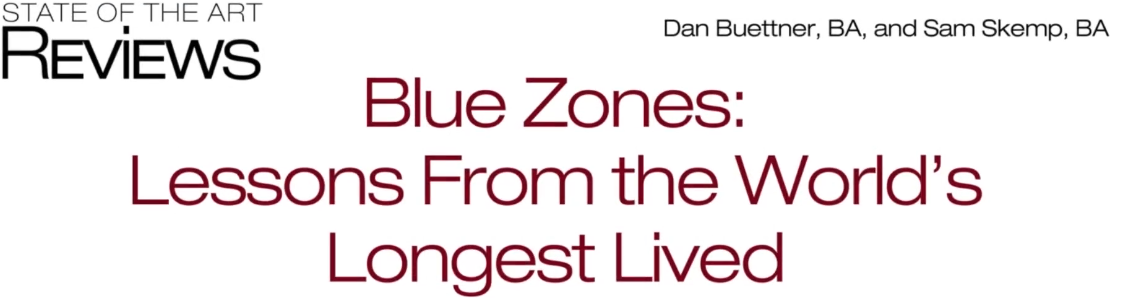 STATE OF THE ART
REVIEWS
Dan Buettner, BA, and Sam Skemp, BA
Blue Zones:
Lessons From the World’s
Longest Lived